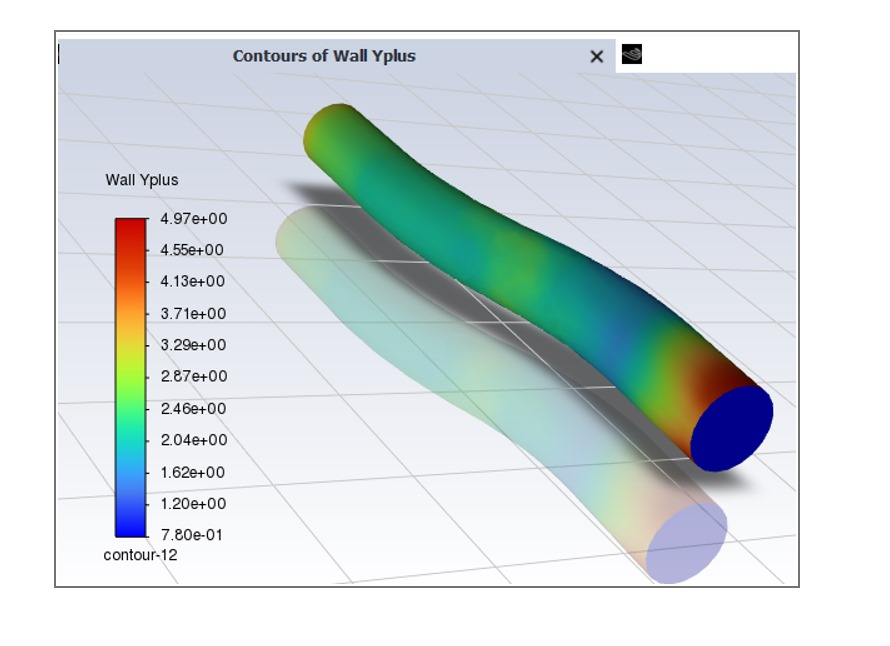 Contours of Wall Yplus
Wall Yplus
4.97e+00
4.55e+00
4.13e+00
3.71e+00
3.29e+00
2.87e+00
2.46e+00
2.04e+00
1.62e+00
1.20e+00
7.80e-01
contour-12